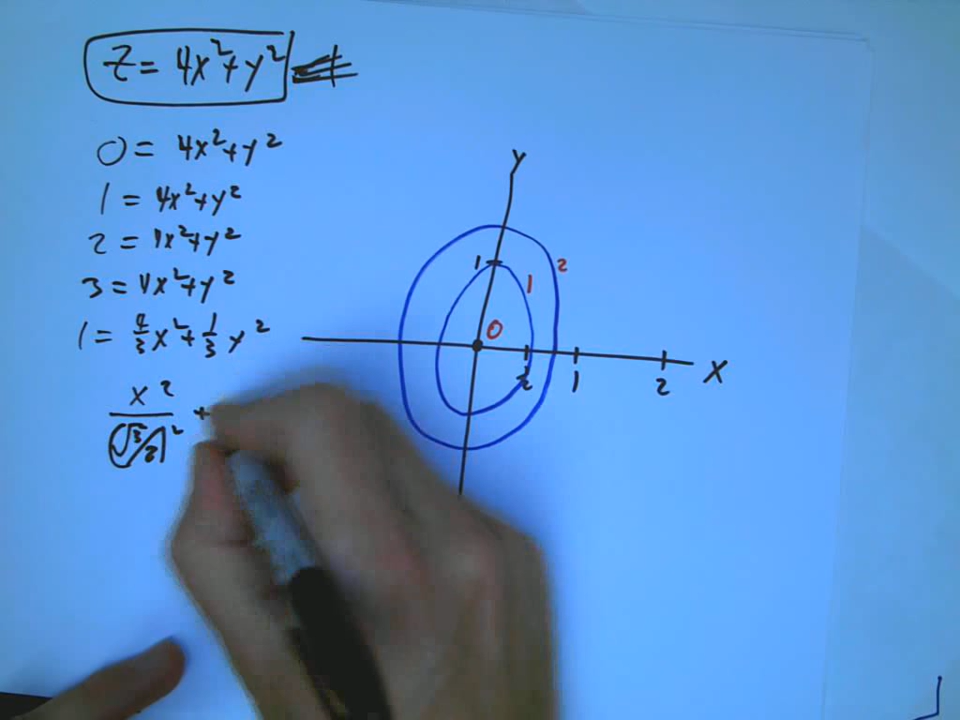 z = 4x²+y²
0 = 4x²+y²
1 = 4x²+y²
2 = 4x²+y²
3 = 4x²+y²
1 = 4/3 x² + 1/3 y²
x² / (√3/2)² +
y
1
2
1
0
1
2
x